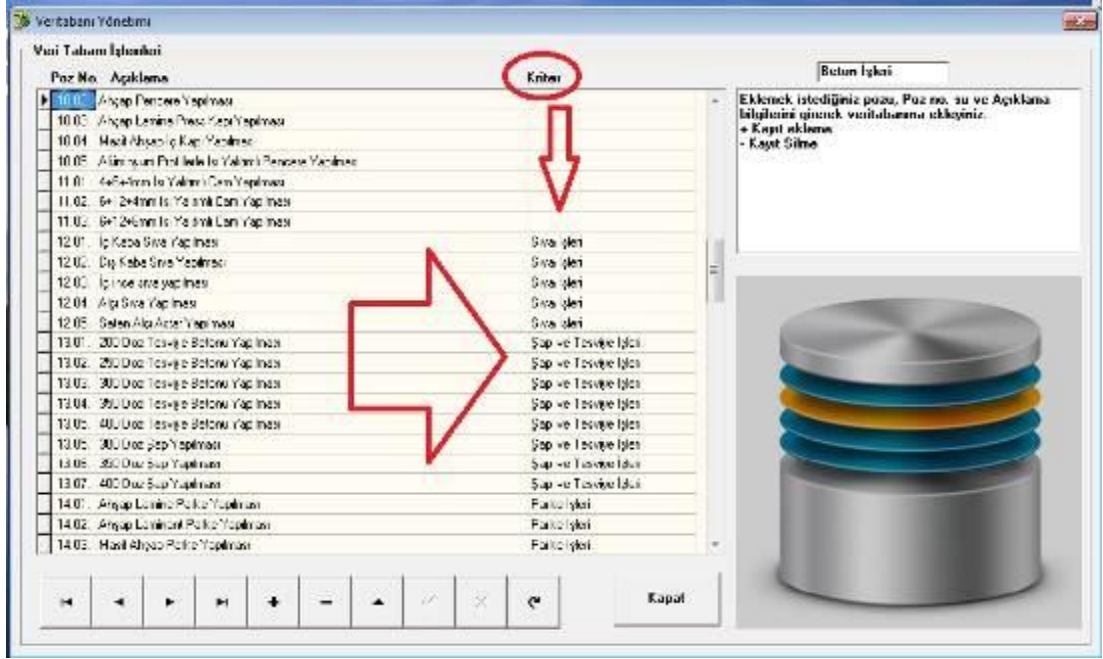 Veritabanı Yönetimi
Veri Tabanı İşlemleri
Poz No. Açıklama Kriter
10.02. Ahşap Pencere Yapılması
10.03. Ahşap Lamine Pres Kapı Yapılması
10.04. Masif Ahşap İç Kapı Yapılması
10.05. Alüminyum Profillerle Isı Yalıtımlı Pencere Yapılması
11.01. Isı Yalıtımlı Cam Yapılması
11.02. 6+12+4mm Isı Yalıtımlı Cam Yapılması
11.03. 6+12+6mm Isı Yalıtımlı Cam Yapılması
12.01. İç Kaba Sıva Yapılması Sıva İşleri
12.02. Dış Kaba Sıva Yapılması Sıva İşleri
12.03. İç ince sıva yapılması Sıva İşleri
12.04. Alçı Sıva Yapılması Sıva İşleri
12.05. Saten Alçı Astar Yapılması Sıva İşleri
13.01. 200 Doz Tesviye Betonu Yapılması Şap ve Tesviye İşleri
13.02. 250 Doz Tesviye Betonu Yapılması Şap ve Tesviye İşleri
13.03. 300 Doz Tesviye Betonu Yapılması Şap ve Tesviye İşleri
13.04. 350 Doz Tesviye Betonu Yapılması Şap ve Tesviye İşleri
13.05. 400 Doz Tesviye Betonu Yapılması Şap ve Tesviye İşleri
13.05. 300 Doz Şap Yapılması Şap ve Tesviye İşleri
13.06. 350 Doz Şap Yapılması Şap ve Tesviye İşleri
13.07. 400 Doz Şap Yapılması Şap ve Tesviye İşleri
14.01. Ahşap Lamine Parke Yapılması Parke İşleri
14.02. Ahşap Laminant Parke Yapılması Parke İşleri
14.03. Masif Ahşap Parke Yapılması Parke İşleri
Kapat
Beton İşleri
Eklemek istediğiniz pozu, Poz no. su ve Açıklama
bilgilerini girerek veritabanına ekleyiniz.
+ Kayıt ekleme
- Kayıt Silme